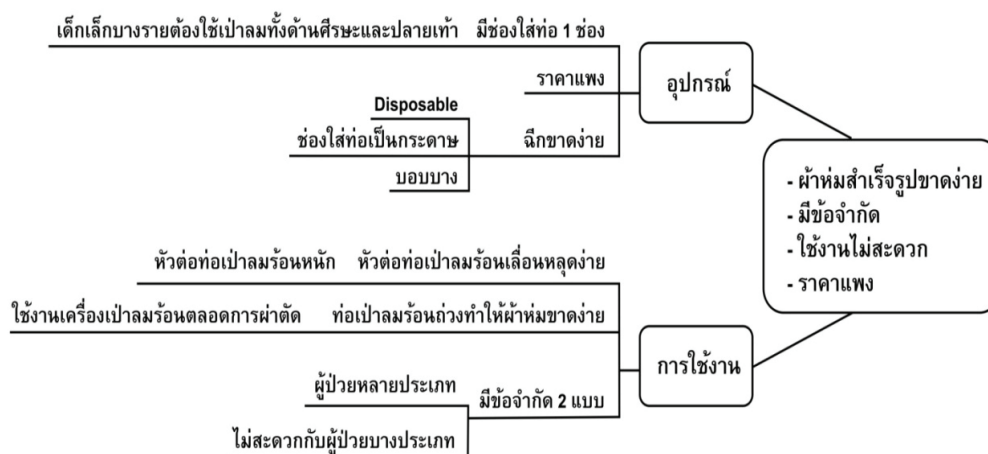 เด็กเล็กบางรายต้องใช้เป่าลมทั้งด้านศีรษะและปลายเท้า มีช่องใส่ท่อ 1 ช่อง
ราคาแพง
อุปกรณ์
Disposable
ช่องใส่ท่อเป็นกระดาษ ฉีกขาดง่าย
บอบบาง
- ผ้าห่มสำเร็จรูปขาดง่าย
- มีข้อจำกัด
- ใช้งานไม่สะดวก
- ราคาแพง
หัวต่อท่อเป่าลมร้อนหนัก หัวต่อท่อเป่าลมร้อนเลื่อนหลุดง่าย
ใช้งานเครื่องเป่าลมร้อนตลอดการผ่าตัด ท่อเป่าลมร้อนถ่วงทำให้ผ้าห่มขาดง่าย
การใช้งาน
ผู้ป่วยหลายประเภท
มีข้อจำกัด 2 แบบ
ไม่สะดวกกับผู้ป่วยบางประเภท